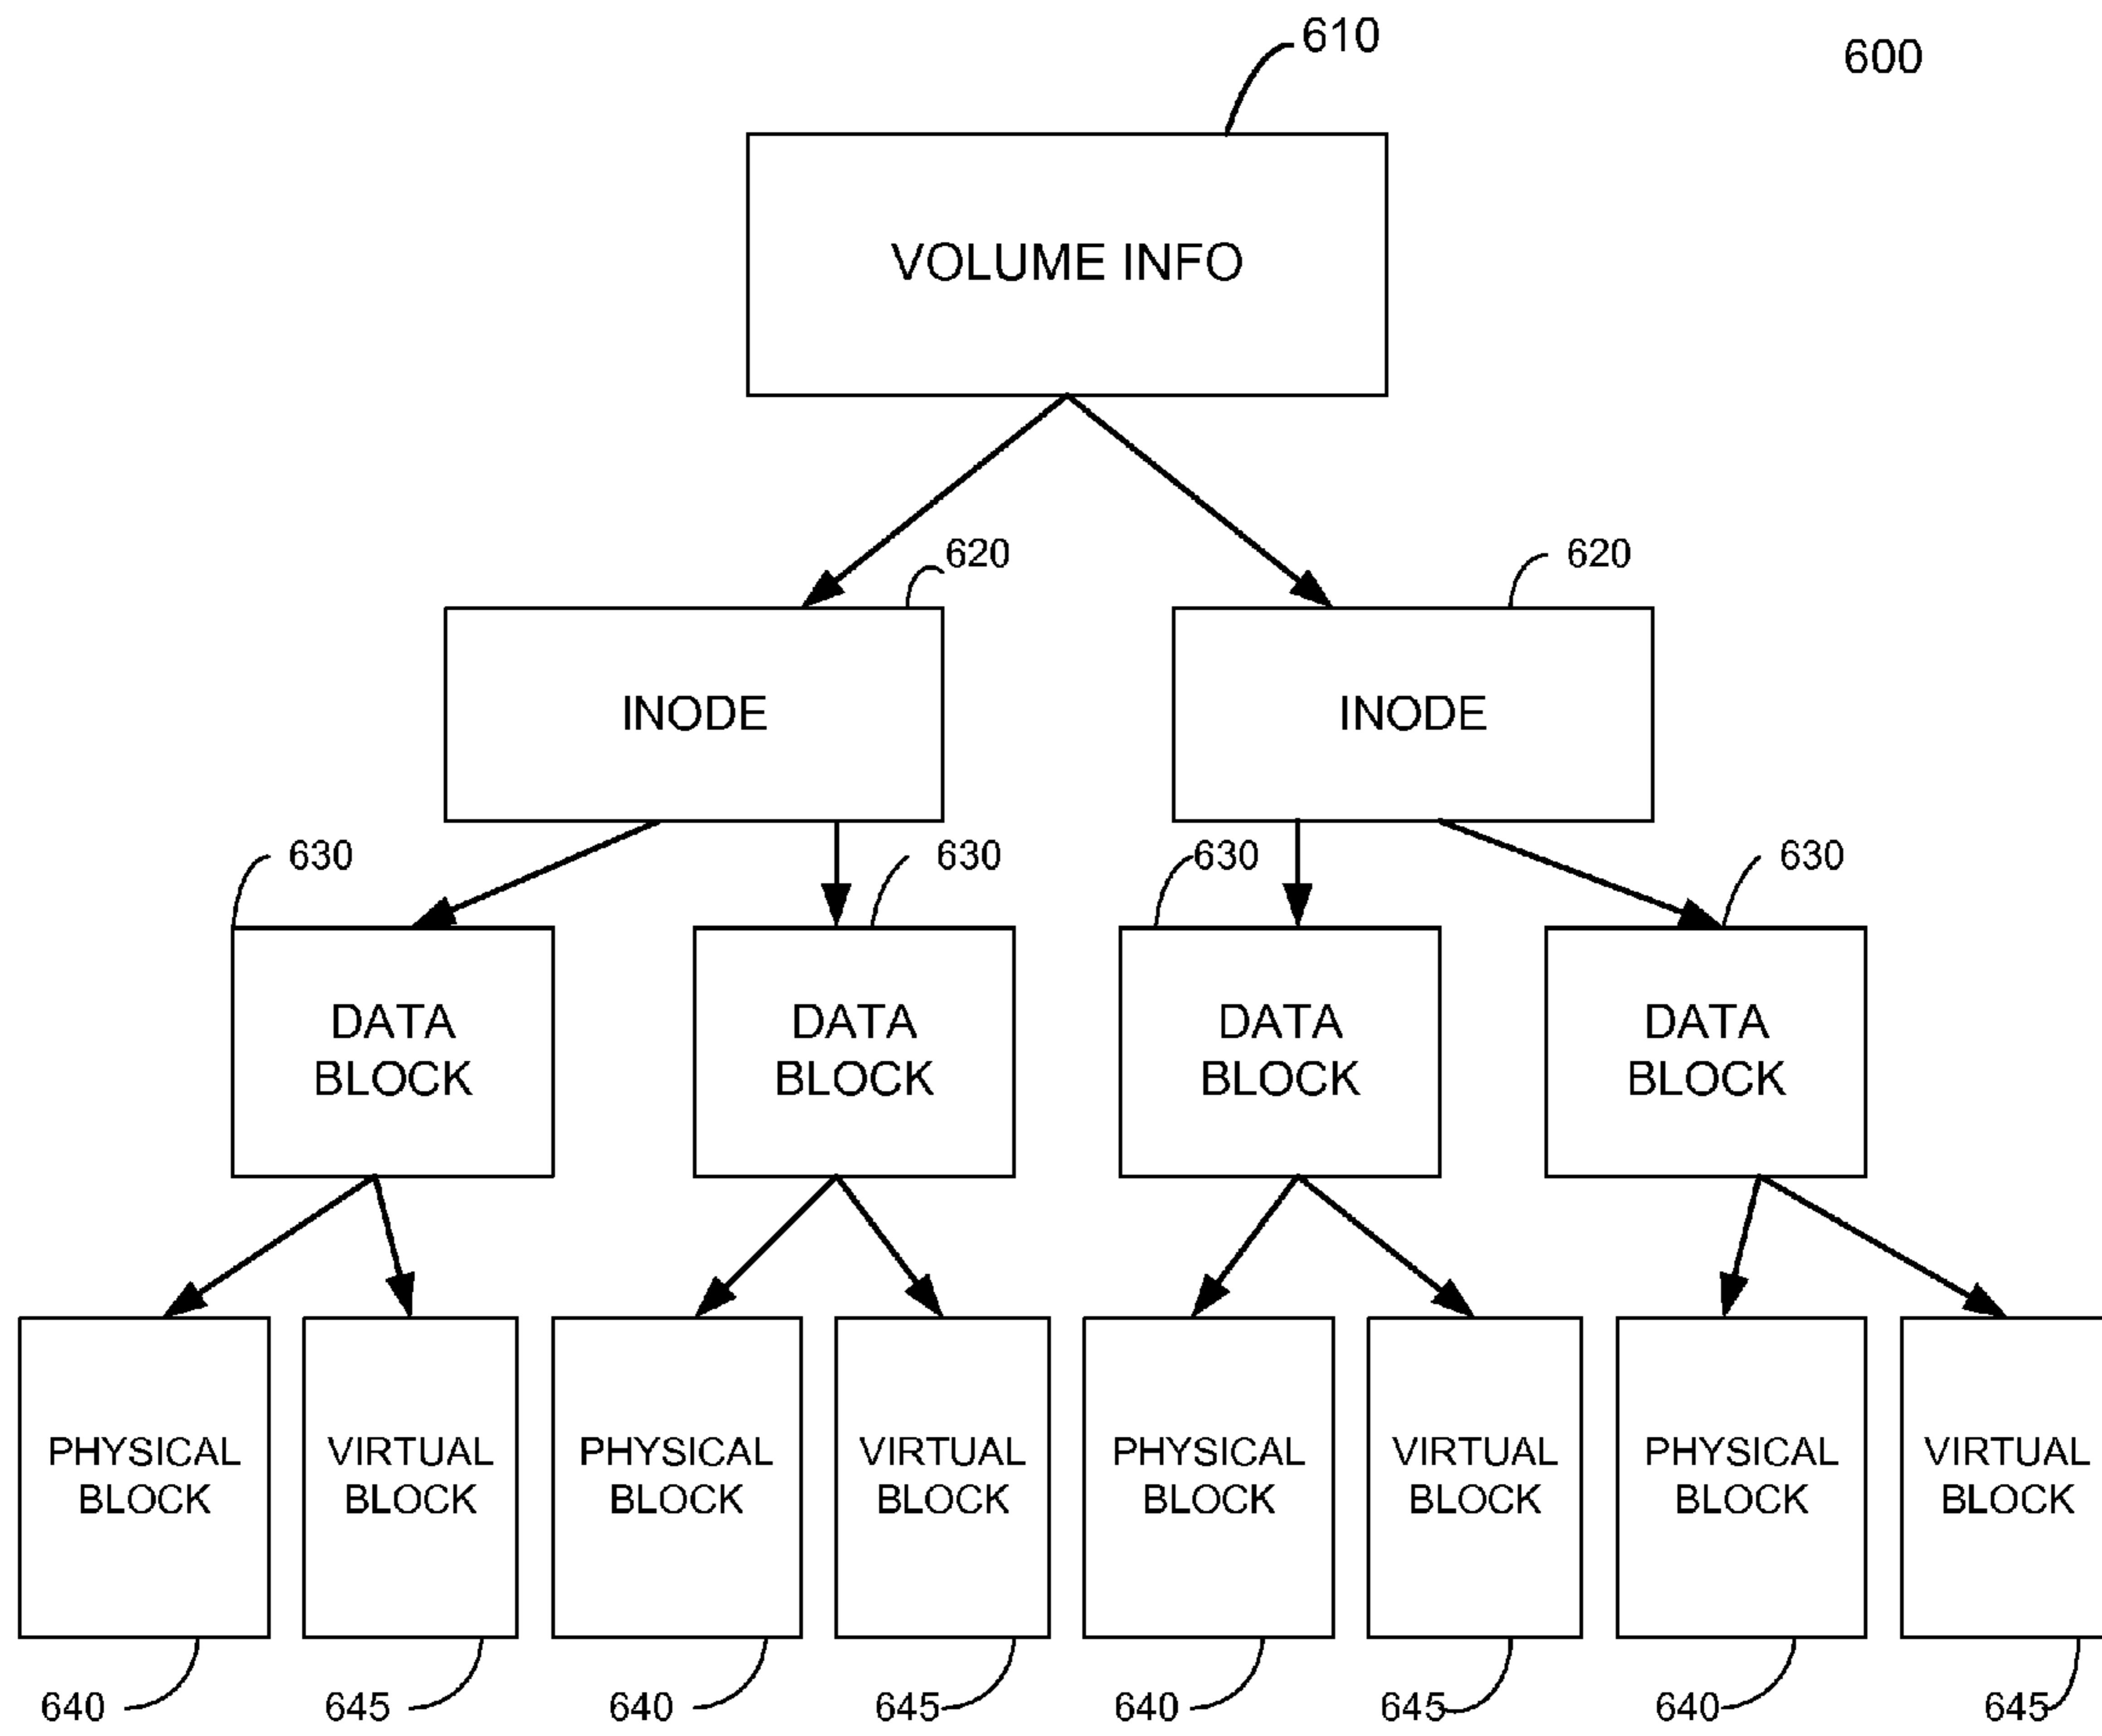 610
600
VOLUME INFO
620
620
INODE
INODE
630
630
630
630
DATA
BLOCK
DATA
BLOCK
DATA
BLOCK
DATA
BLOCK
PHYSICAL
BLOCK
VIRTUAL
BLOCK
PHYSICAL
BLOCK
VIRTUAL
BLOCK
PHYSICAL
BLOCK
VIRTUAL
BLOCK
PHYSICAL
BLOCK
VIRTUAL
BLOCK
640
645
640
645
640
645
640
645